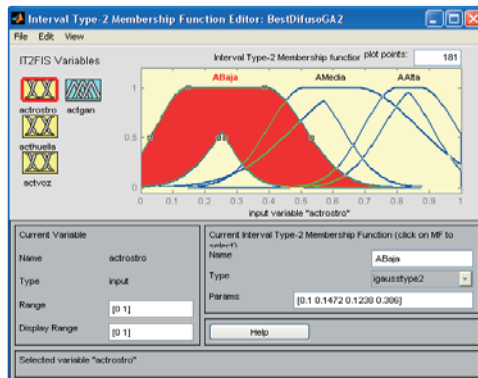 Interval Type-2 Membership Function Editor: BestDifusoGA2
File Edit View
IT2FIS Variables
Interval Type-2 Membership function plot points: 181
actrostro
actgan
acthuella
actvoz
ABaja AMedia AAlta
1
0.5
0
0 0.1 0.2 0.3 0.4 0.5 0.6 0.7 0.8 0.9 1
input variable "actrostro"
Current Variable
Name actrostro
Type input
Range [0 1]
Display Range [0 1]
Current Interval Type-2 Membership Function (click on MF to select)
Name ABaja
Type igausstype2
Params [0.1 0.1472 0.1238 0.386]
Help
Selected variable "actrostro"